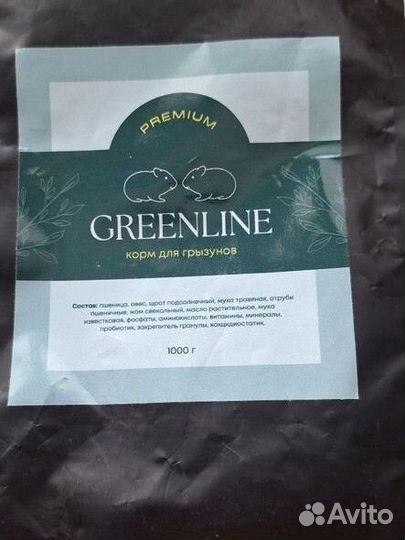 PREMIUM
GREENLINE
корм для грызунов
Состав: пшеница, овес, шрот подсолнечный, мука травяная, отруби
пшеничные, жом свекольный, масло растительное, мука
известковая, фосфаты, аминокислоты, витамины, минералы,
пробиотик, закрепитель гранулы, кокцидиостатик.
1000 г
Avito